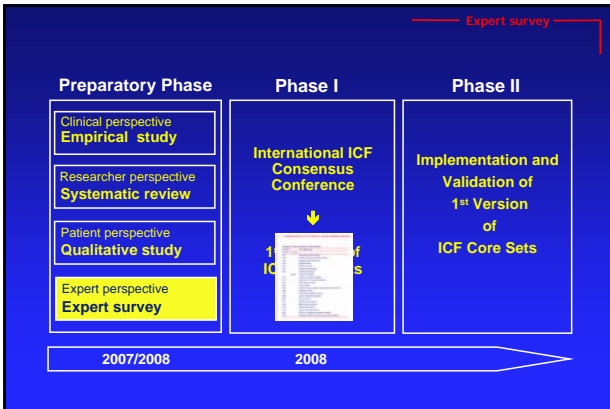 Expert survey
Preparatory Phase
Phase I
Phase II
Clinical perspective
Empirical study
Researcher perspective
Systematic review
Patient perspective
Qualitative study
Expert perspective
Expert survey
International ICF
Consensus
Conference
Implementation and
Validation of
1st Version
of
ICF Core Sets
2007/2008
2008